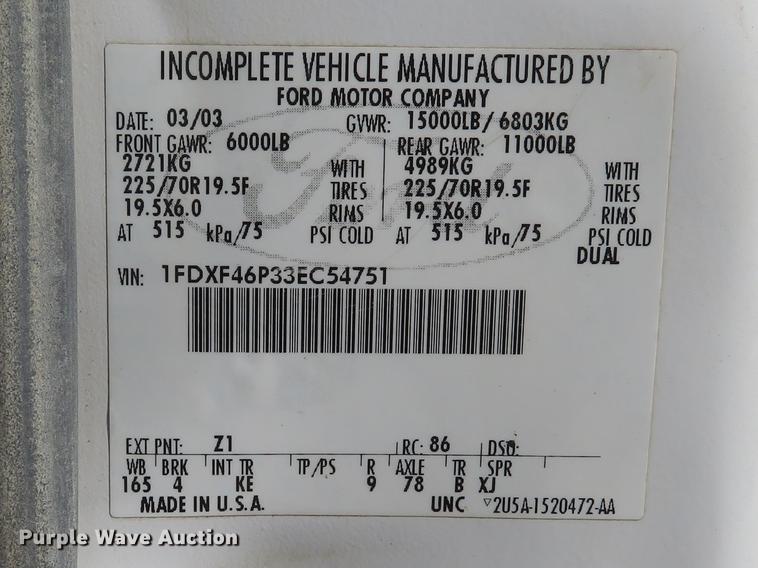 INCOMPLETE VEHICLE MANUFACTURED BY
FORD MOTOR COMPANY
DATE: 03/03 GVWR: 15000LB/ 6803KG
FRONT GAWR: 6000LB REAR GAWR: 11000LB
2721KG WITH 4989KG WITH
225/70R19.5F TIRES 225/70R19.5F TIRES
19.5X6.0 RIMS 19.5X6.0 RIMS
AT 515 kPa/75 PSI COLD AT 515 kPa/75 PSI COLD
DUAL
Ford
VIN: 1FDXF46P33EC54751
EXT PNT: Z1 RC: 86 DSO:
WB BRK INT TR TP/PS R AXLE TR SPR
165 4 KE 9 78 B XJ
MADE IN U.S.A. UNC ▽2U5A-1520472-AA
Purple Wave Auction